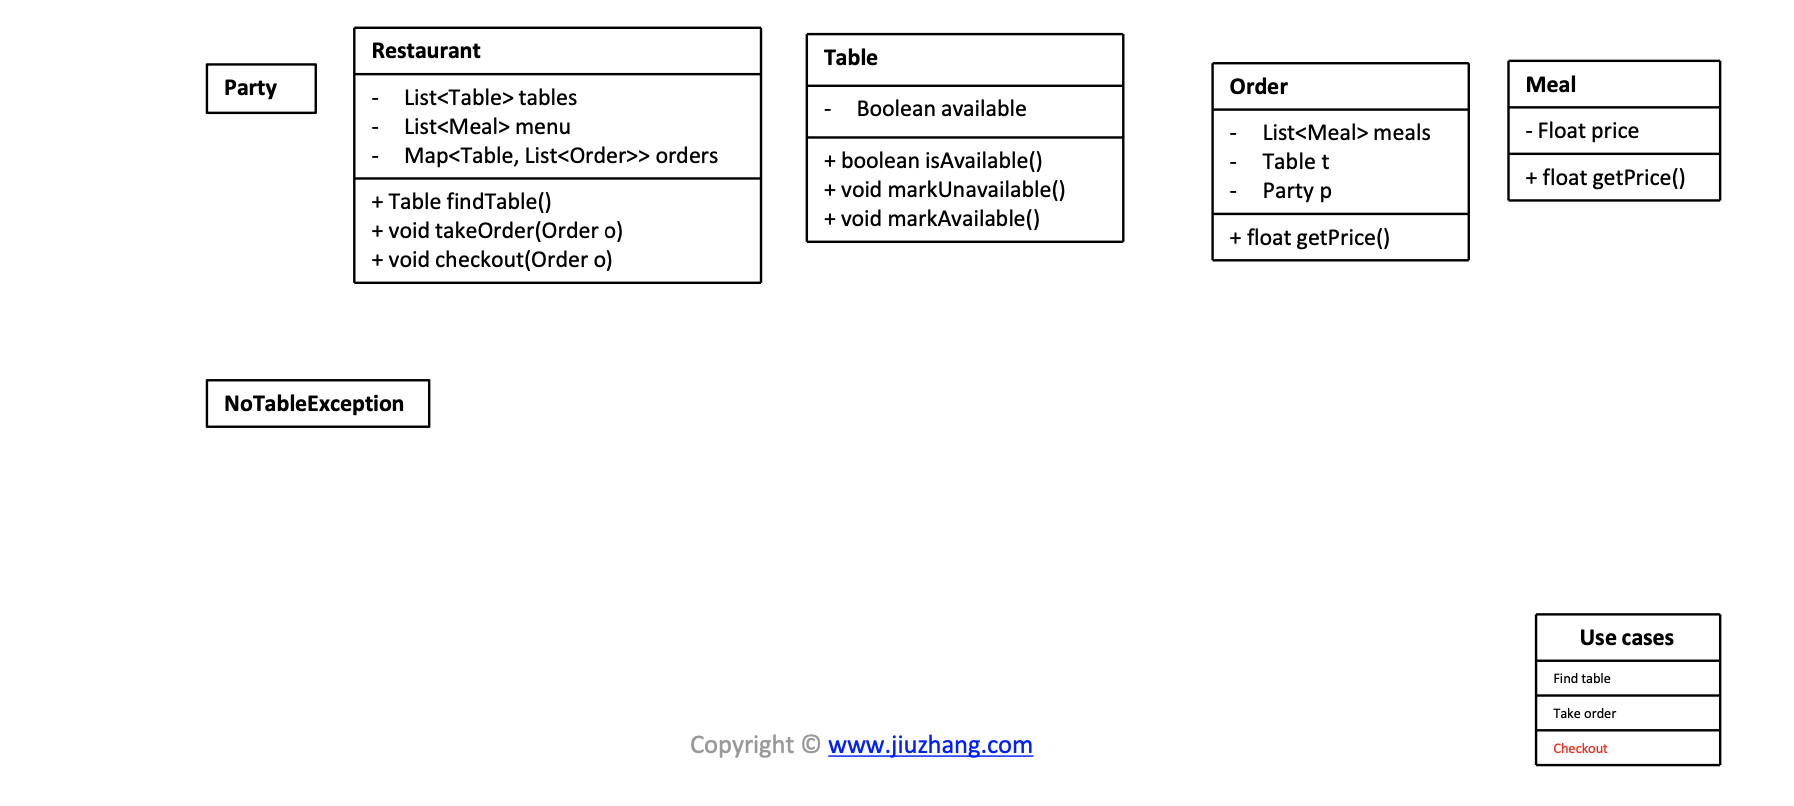 Party
Restaurant
- List<Table> tables
- List<Meal> menu
- Map<Table, List<Order>> orders
+ Table findTable()
+ void takeOrder(Order o)
+ void checkout(Order o)
Table
- Boolean available
+ boolean isAvailable()
+ void markUnavailable()
+ void markAvailable()
Order
- List<Meal> meals
- Table t
- Party p
+ float getPrice()
Meal
- Float price
+ float getPrice()
NoTableException
Use cases
Find table
Take order
Checkout
Copyright © www.jiuzhang.com